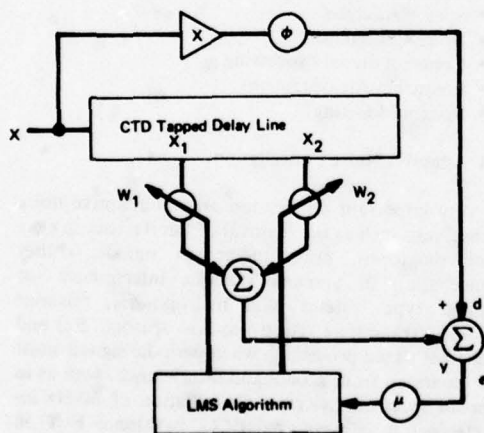 X
φ
X
CTD Tapped Delay Line
X1
X2
W1
W2
Σ
+
d
Σ
y
e
LMS Algorithm
μ